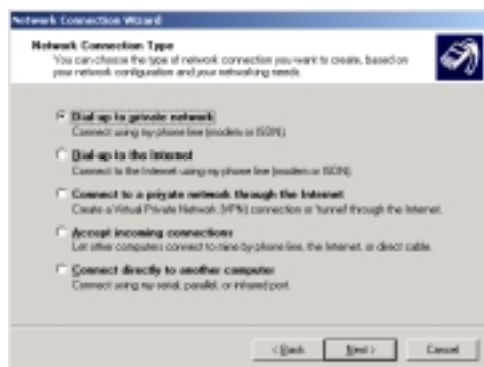 Network Connection Wizard
Network Connection Type
You can choose the type of network connection you want to create, based on
your network configuration and your networking needs.
Dial-up to private network
Connect using my phone line (modem or ISDN).
Dial-up to the Internet
Connect to the Internet using my phone line (modem or ISDN).
Connect to a private network through the Internet
Create a Virtual Private Network (VPN) connection or 'tunnel' through the Internet.
Accept incoming connections
Let other computers connect to mine by phone line, the Internet, or direct cable.
Connect directly to another computer
Connect using my serial, parallel, or infrared port.
< Back Next > Cancel